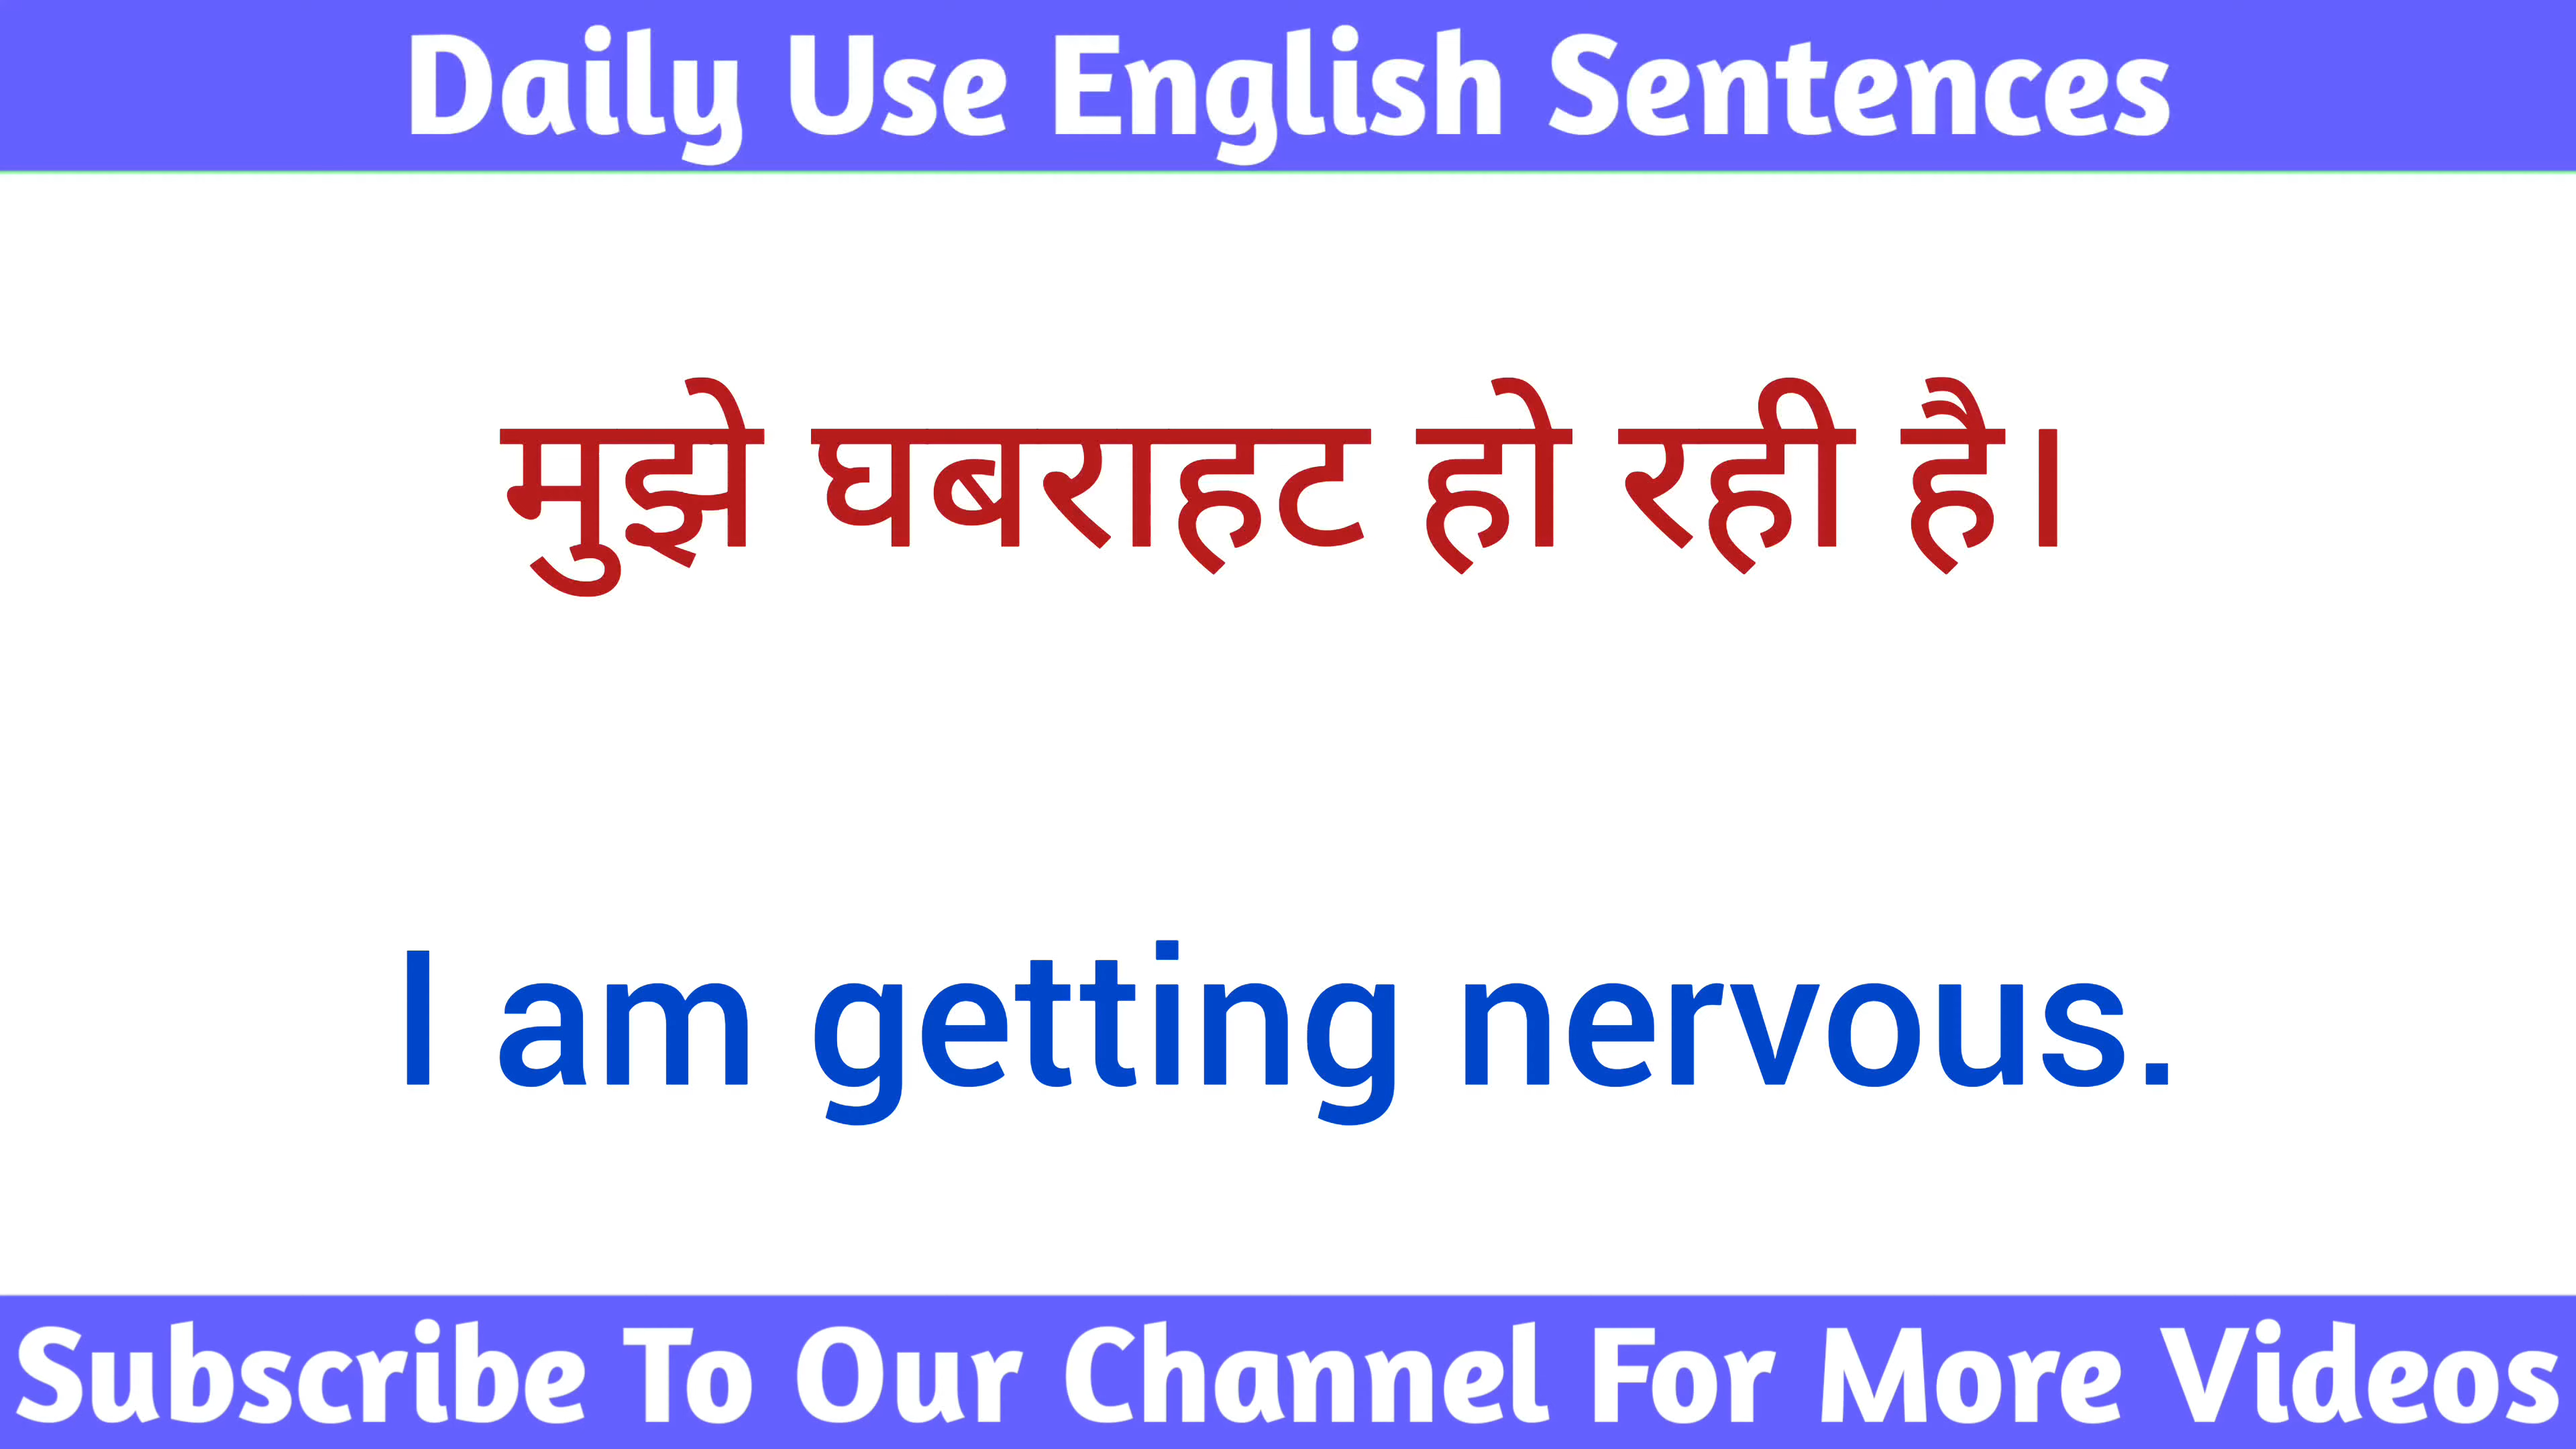 Daily Use English Sentences
मुझे घबराहट हो रही है।
I am getting nervous.
Subscribe To Our Channel For More Videos